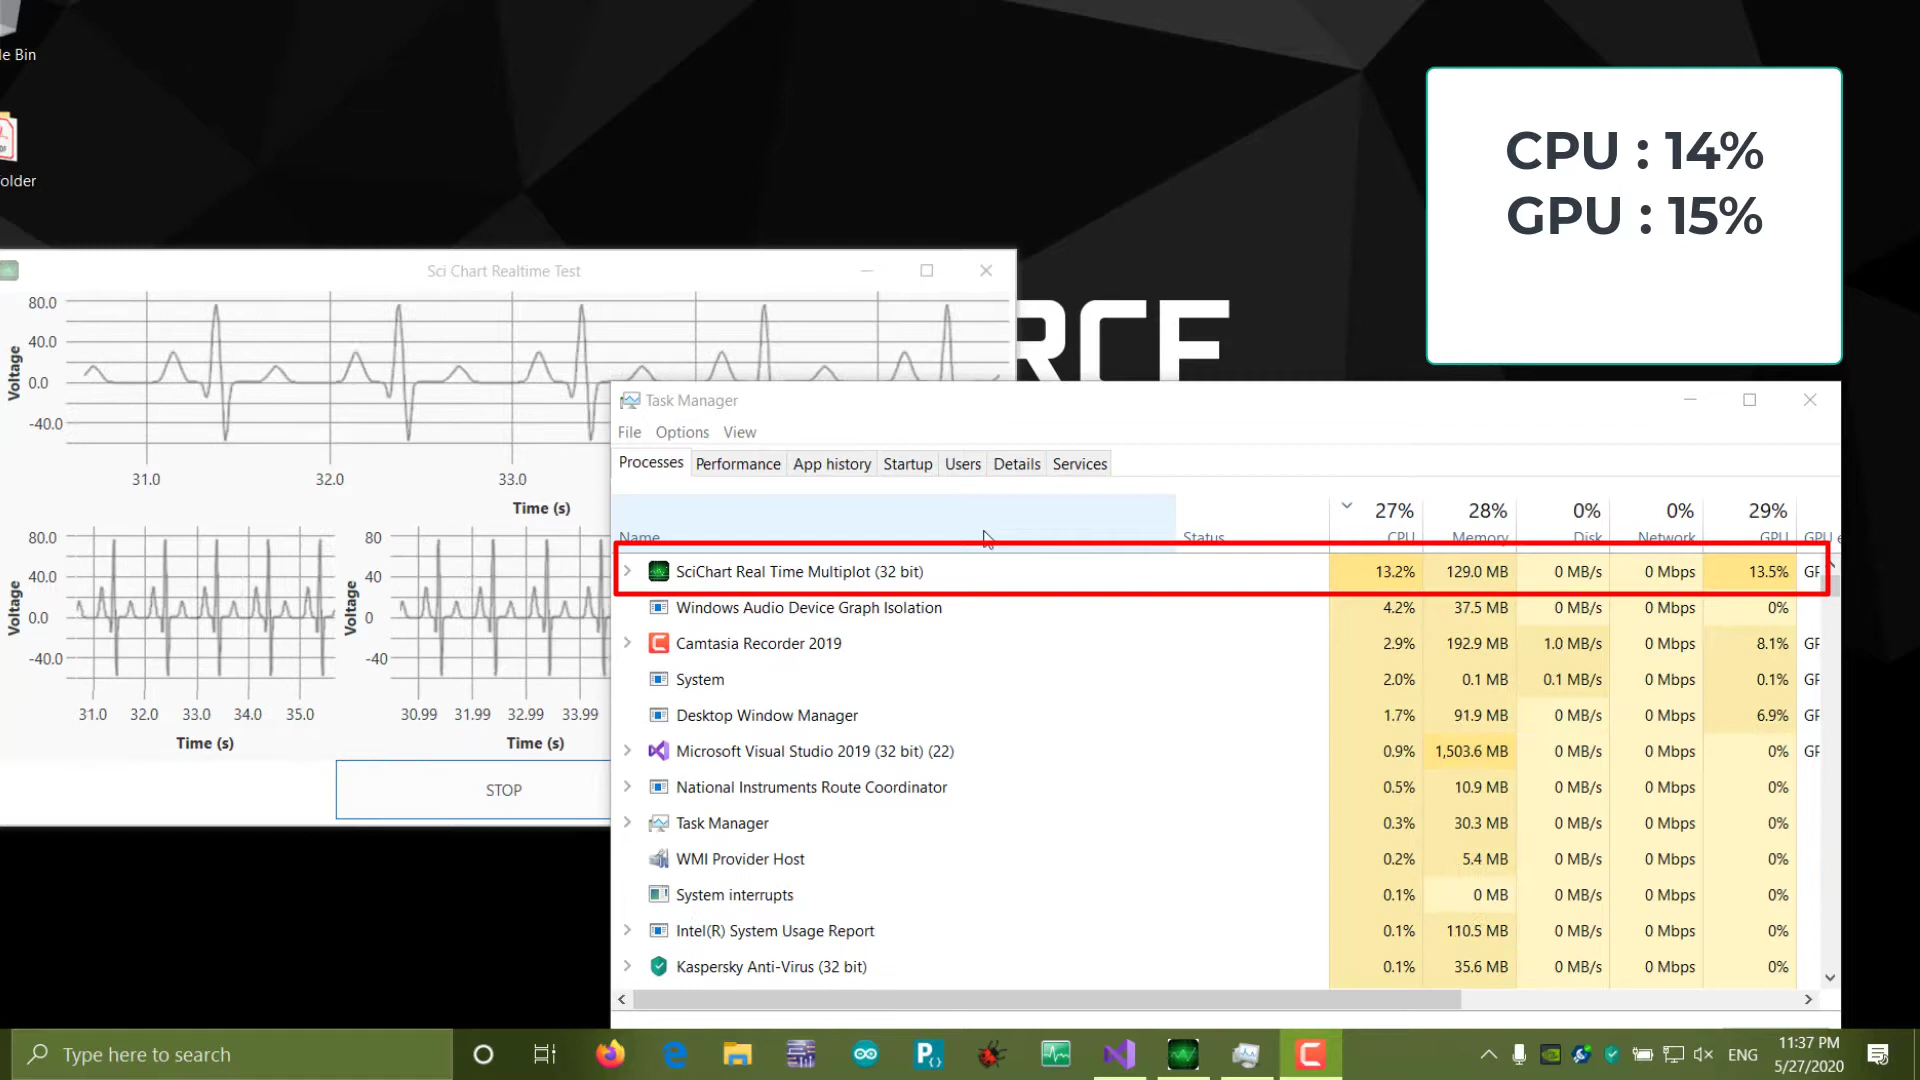 le Bin
older
CPU : 14%
GPU : 15%
RCE
Sci Chart Realtime Test
80.0
40.0
0.0
-40.0
Voltage
31.0 32.0 33.0
Time (s)
80.0
40.0
0.0
-40.0
Voltage
31.0 32.0 33.0 34.0 35.0
Time (s)
80
40
0
-40
Voltage
30.99 31.99 32.99 33.99
Time (s)
STOP
Task Manager
File Options View
Processes Performance App history Startup Users Details Services
27% 28% 0% 0% 29%
Name Status CPU Memory Disk Network GPU GPU e
SciChart Real Time Multiplot (32 bit) 13.2% 129.0 MB 0 MB/s 0 Mbps 13.5% GP
Windows Audio Device Graph Isolation 4.2% 37.5 MB 0 MB/s 0 Mbps 0%
Camtasia Recorder 2019 2.9% 192.9 MB 1.0 MB/s 0 Mbps 8.1% GP
System 2.0% 0.1 MB 0.1 MB/s 0 Mbps 0.1% GP
Desktop Window Manager 1.7% 91.9 MB 0 MB/s 0 Mbps 6.9% GP
Microsoft Visual Studio 2019 (32 bit) (22) 0.9% 1,503.6 MB 0 MB/s 0 Mbps 0% GP
National Instruments Route Coordinator 0.5% 10.9 MB 0 MB/s 0 Mbps 0%
Task Manager 0.3% 30.3 MB 0 MB/s 0 Mbps 0%
WMI Provider Host 0.2% 5.4 MB 0 MB/s 0 Mbps 0%
System interrupts 0.1% 0 MB 0 MB/s 0 Mbps 0%
Intel(R) System Usage Report 0.1% 110.5 MB 0 MB/s 0 Mbps 0%
Kaspersky Anti-Virus (32 bit) 0.1% 35.6 MB 0 MB/s 0 Mbps 0%
Type here to search
ENG
11:37 PM
5/27/2020